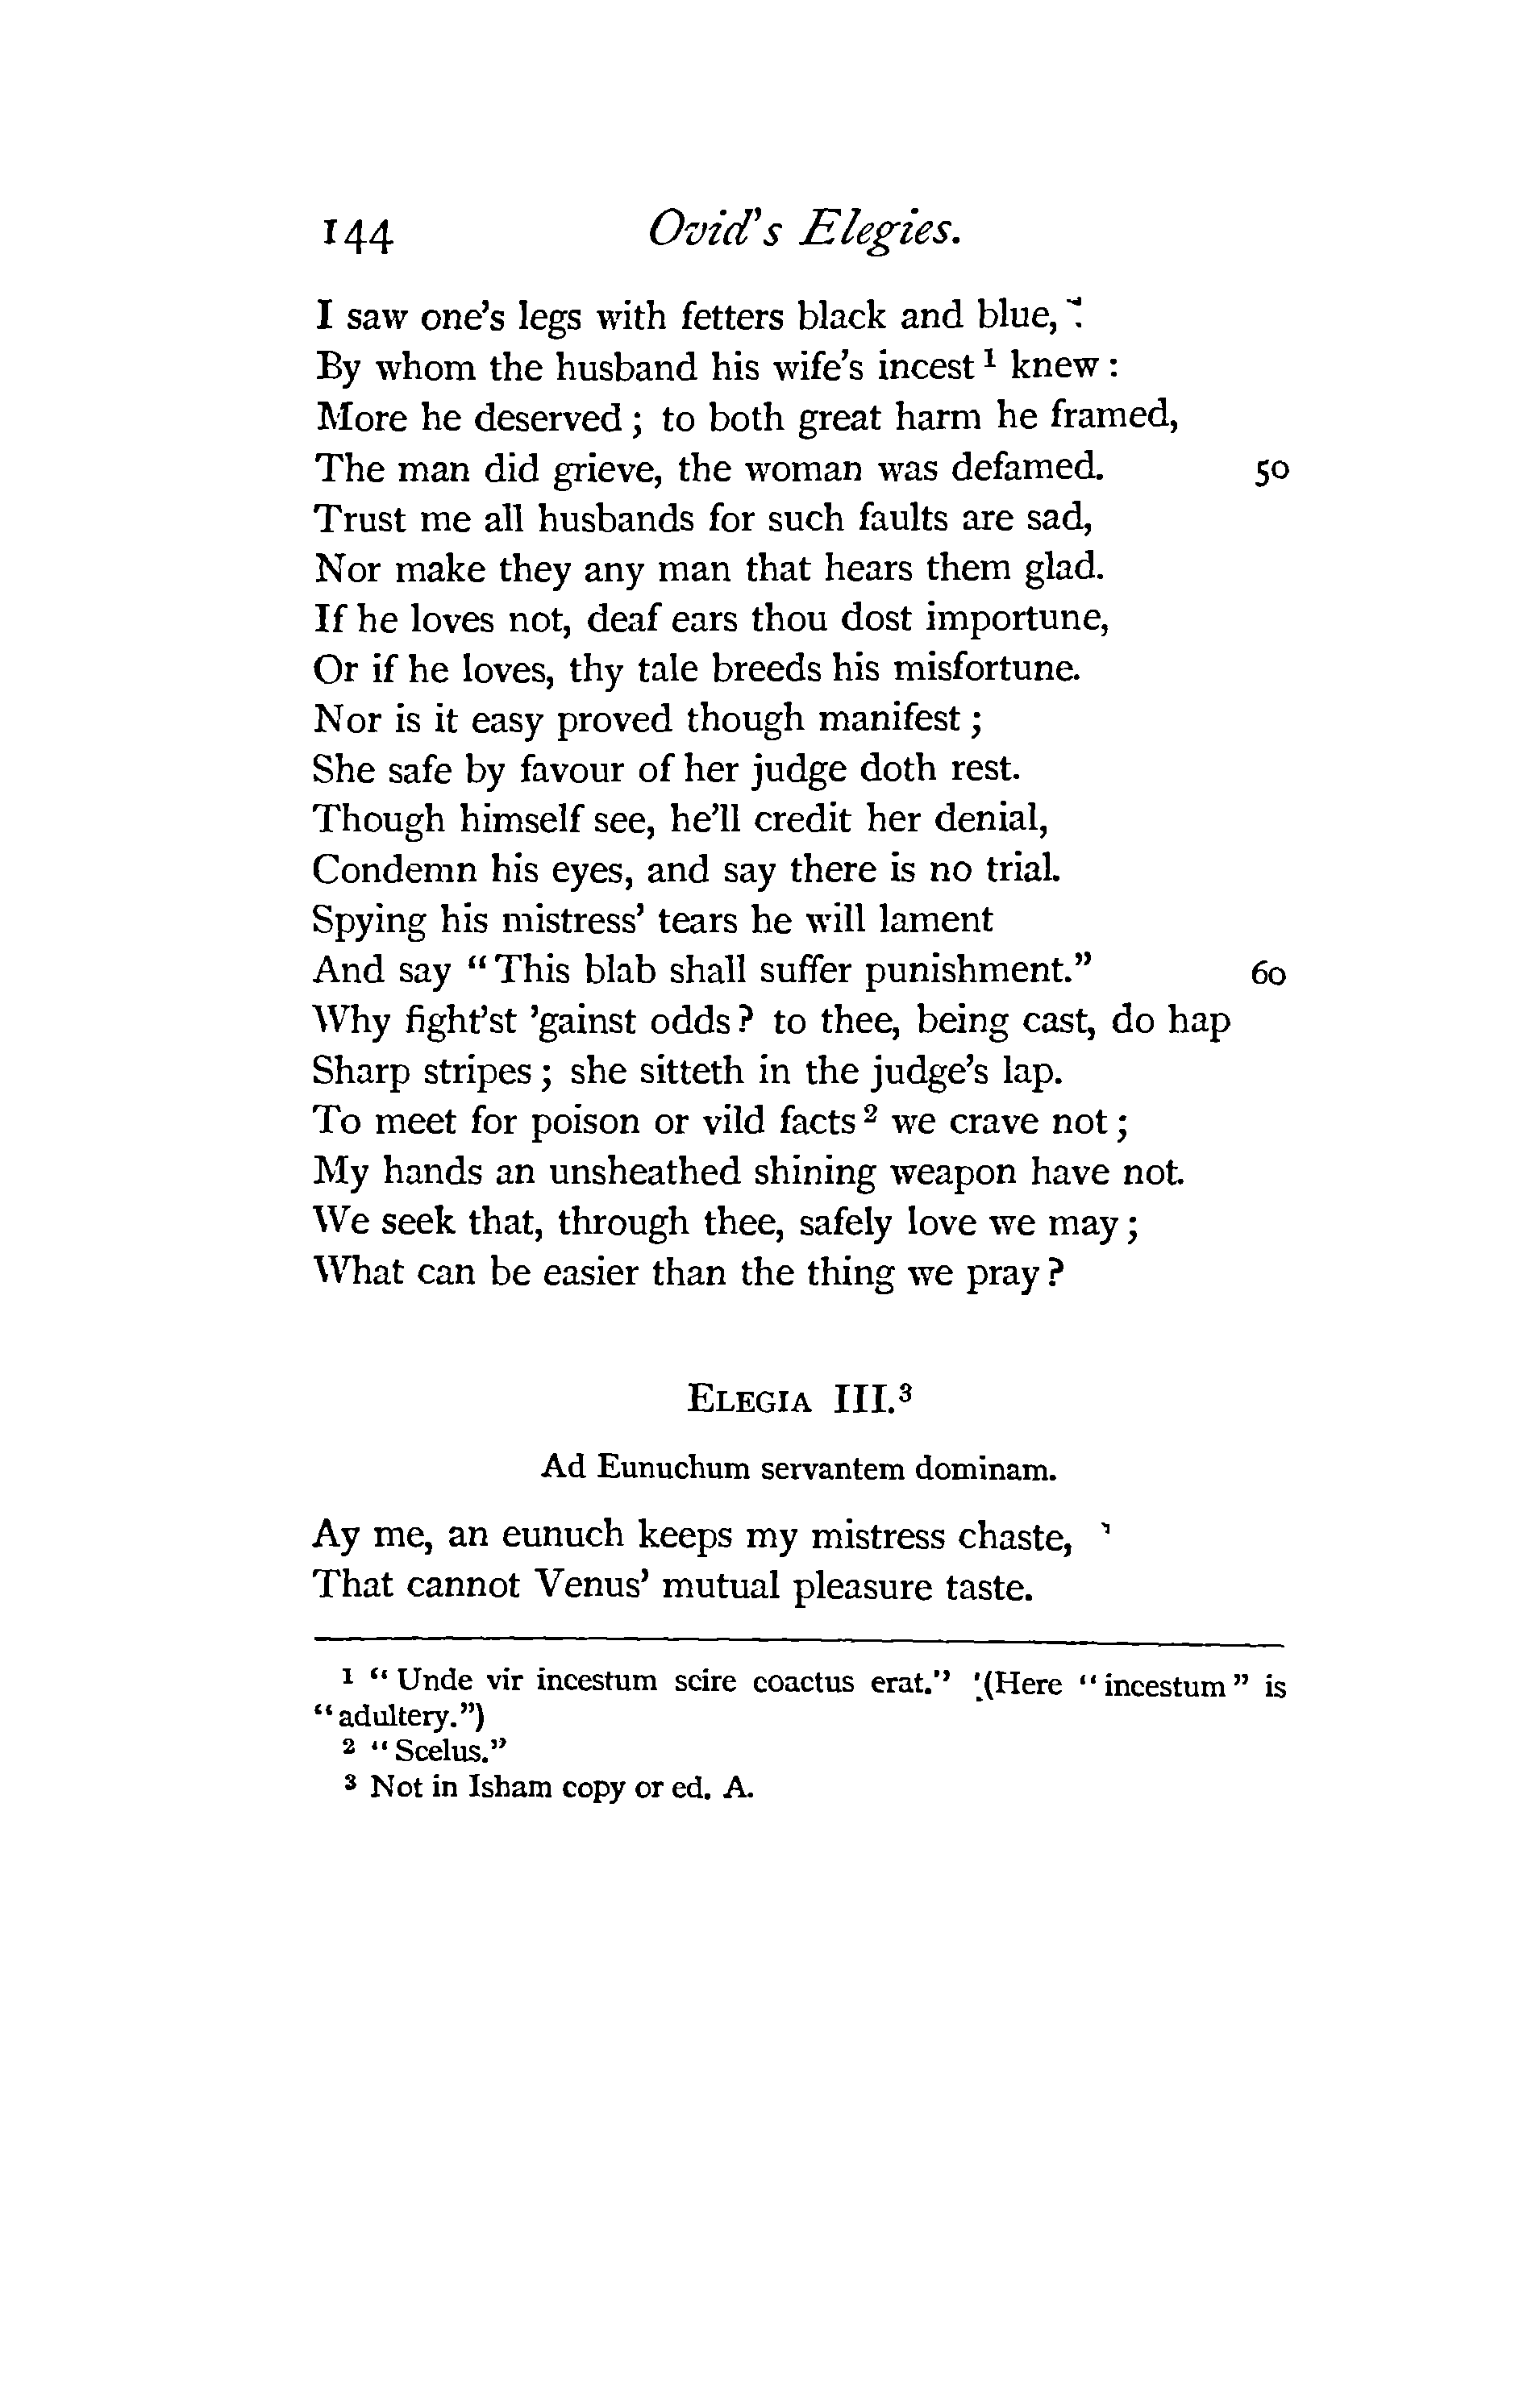 144 Ovid's Elegies.
I saw one's legs with fetters black and blue,
By whom the husband his wife's incest ¹ knew :
More he deserved ; to both great harm he framed,
The man did grieve, the woman was defamed. 50
Trust me all husbands for such faults are sad,
Nor make they any man that hears them glad.
If he loves not, deaf ears thou dost importune,
Or if he loves, thy tale breeds his misfortune.
Nor is it easy proved though manifest ;
She safe by favour of her judge doth rest.
Though himself see, he'll credit her denial,
Condemn his eyes, and say there is no trial.
Spying his mistress' tears he will lament
And say “This blab shall suffer punishment.” 60
Why fight'st 'gainst odds ? to thee, being cast, do hap
Sharp stripes ; she sitteth in the judge's lap.
To meet for poison or vild facts ² we crave not ;
My hands an unsheathed shining weapon have not.
We seek that, through thee, safely love we may ;
What can be easier than the thing we pray ?
ELEGIA III.³
Ad Eunuchum servantem dominam.
Ay me, an eunuch keeps my mistress chaste,
That cannot Venus' mutual pleasure taste.
¹ “Unde vir incestum scire coactus erat.” (Here “incestum” is
“adultery.”)
² “Scelus.”
³ Not in Isham copy or ed. A.